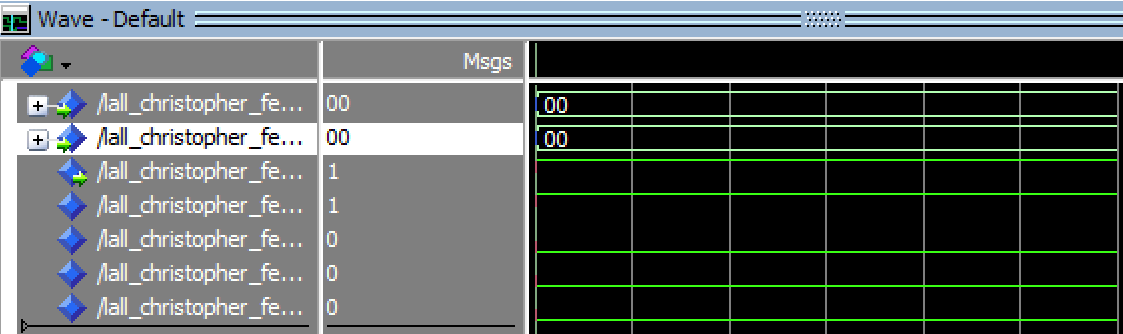 Wave - Default
Msgs
/lall_christopher_fe... 00 00
/lall_christopher_fe... 00 00
/lall_christopher_fe... 1
/lall_christopher_fe... 1
/lall_christopher_fe... 0
/lall_christopher_fe... 0
/lall_christopher_fe... 0